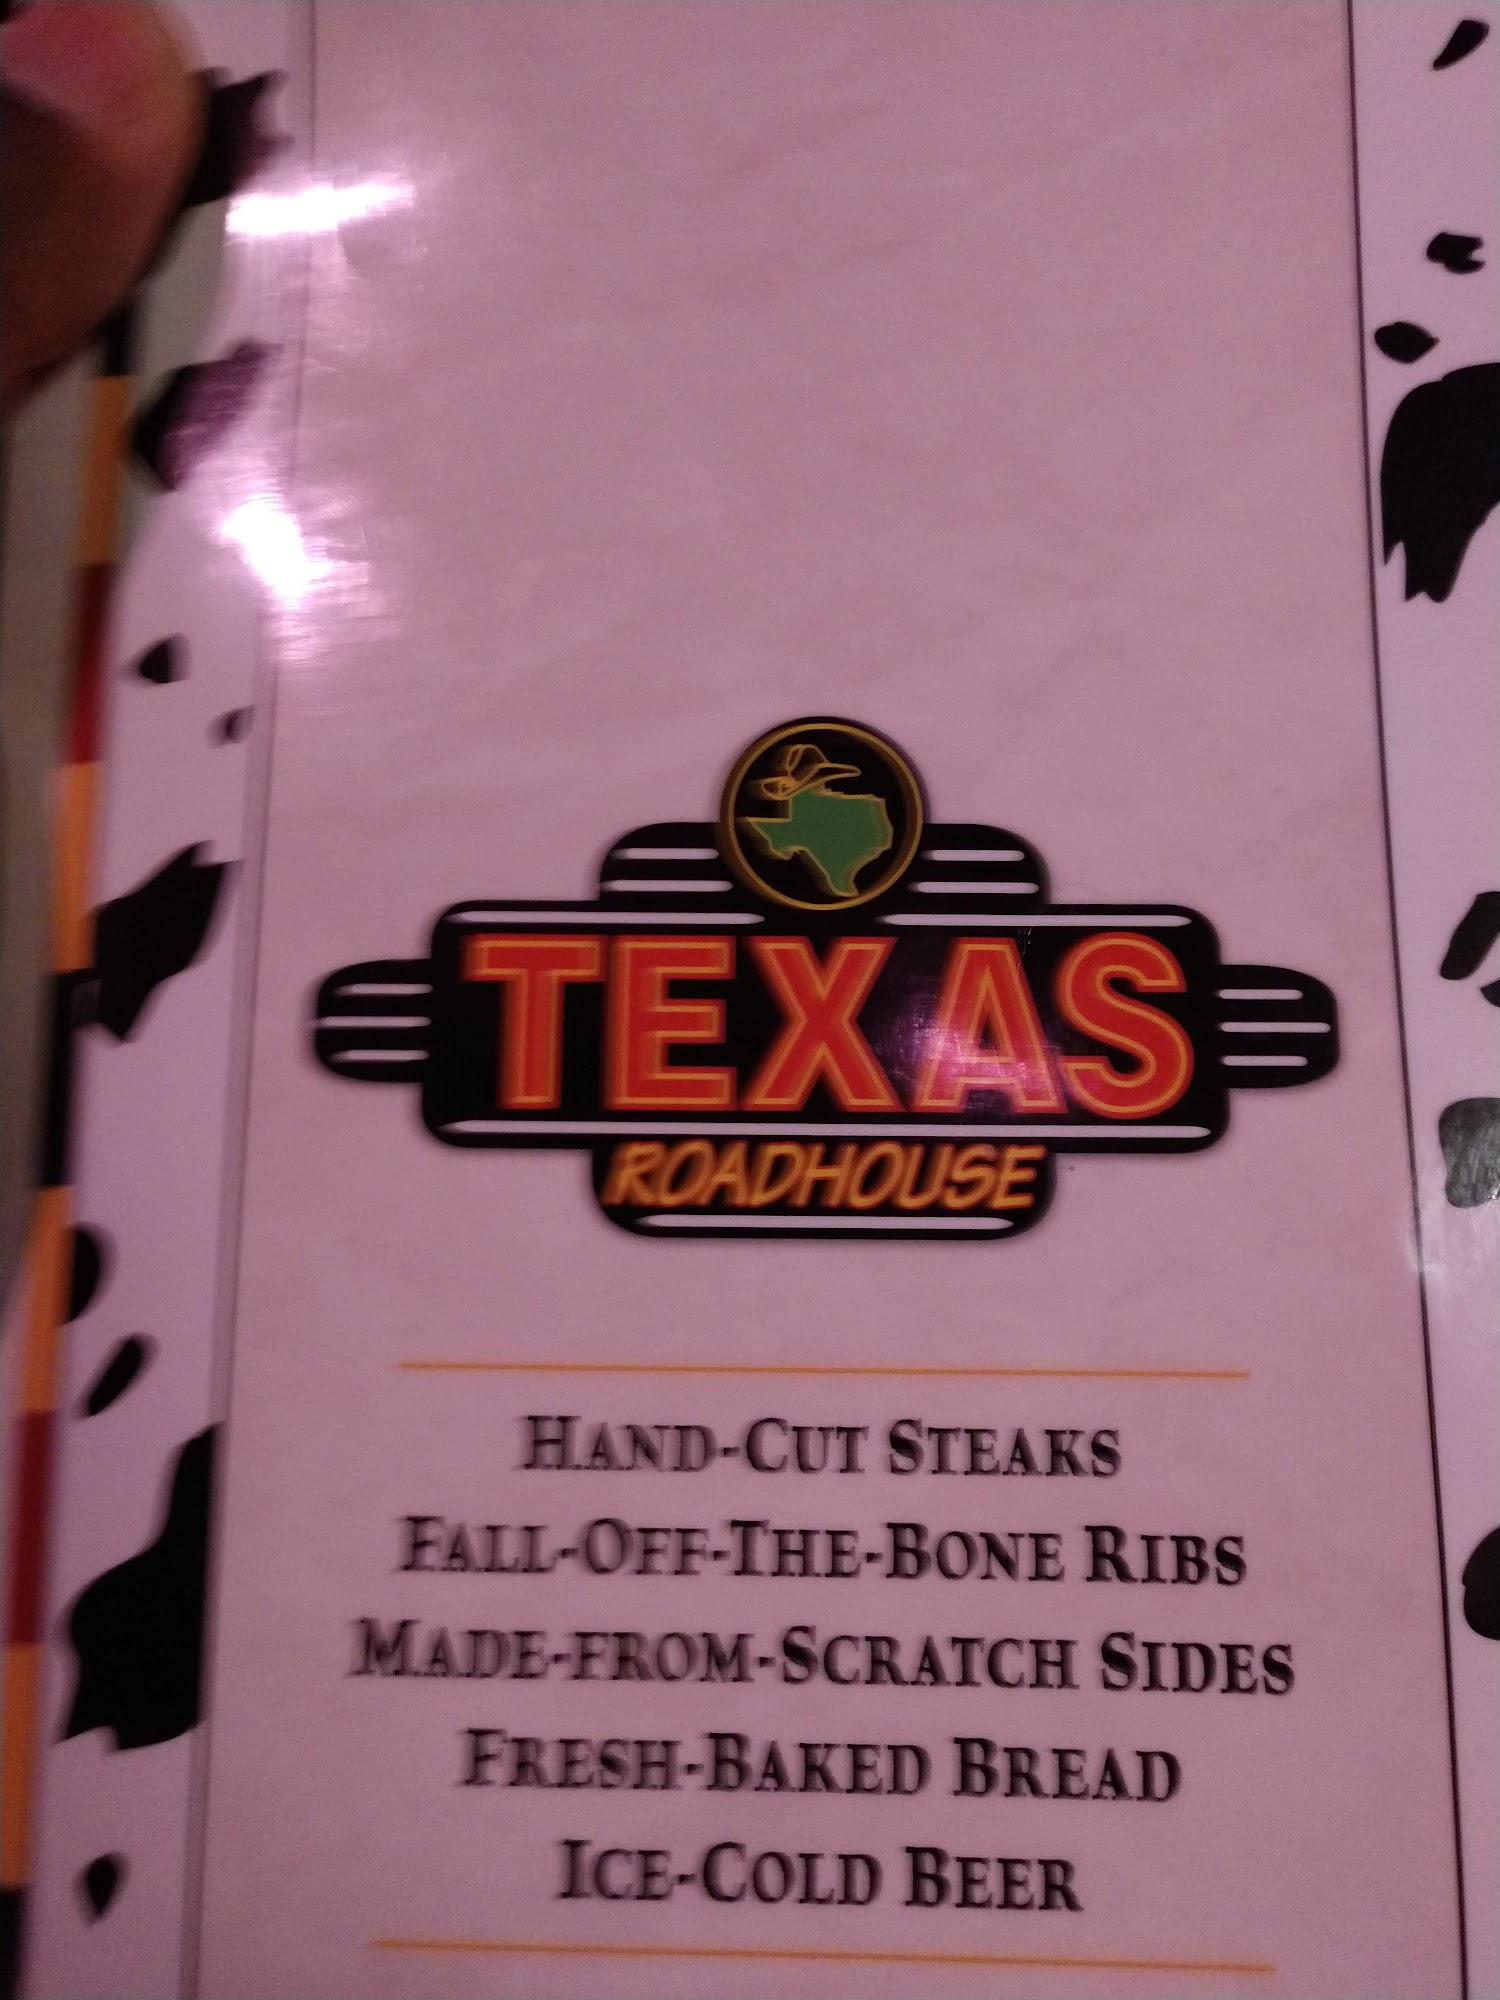 TEXAS
ROADHOUSE
HAND-CUT STEAKS
FALL-OFF-THE-BONE RIBS
MADE-FROM-SCRATCH SIDES
FRESH-BAKED BREAD
ICE-COLD BEER